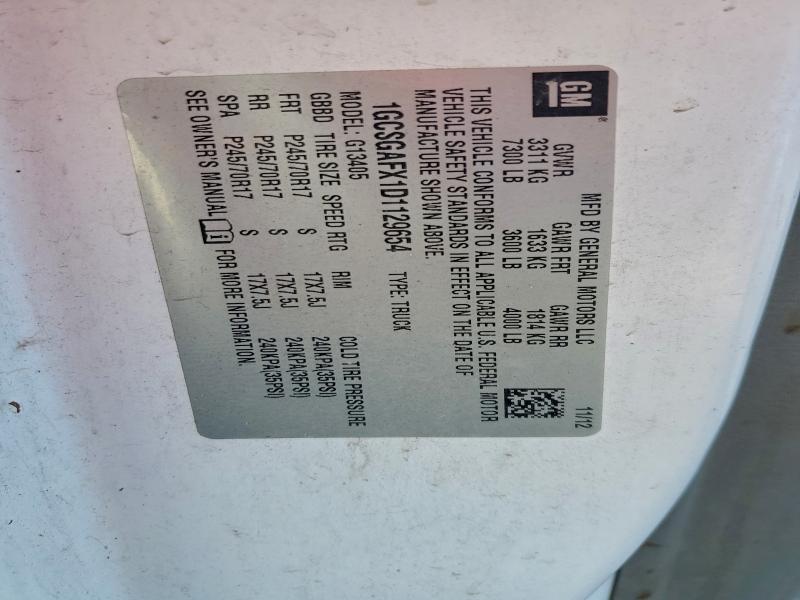 GM
MFD BY GENERAL MOTORS LLC 11/12
GVWR GAWR FRT GAWR RR
3311 KG 1633 KG 1814 KG
7300 LB 3600 LB 4000 LB
THIS VEHICLE CONFORMS TO ALL APPLICABLE U.S. FEDERAL MOTOR
VEHICLE SAFETY STANDARDS IN EFFECT ON THE DATE OF
MANUFACTURE SHOWN ABOVE.
1GCSGAFX1D1129654 TYPE: TRUCK
MODEL: G13405
GBBD TIRE SIZE SPEED RTG RIM COLD TIRE PRESSURE
FRT P245/70R17 S 17X7.5J 240KPA(35PSI)
RR P245/70R17 S 17X7.5J 240KPA(35PSI)
SPA P245/70R17 S 17X7.5J 240KPA(35PSI)
SEE OWNER'S MANUAL FOR MORE INFORMATION.